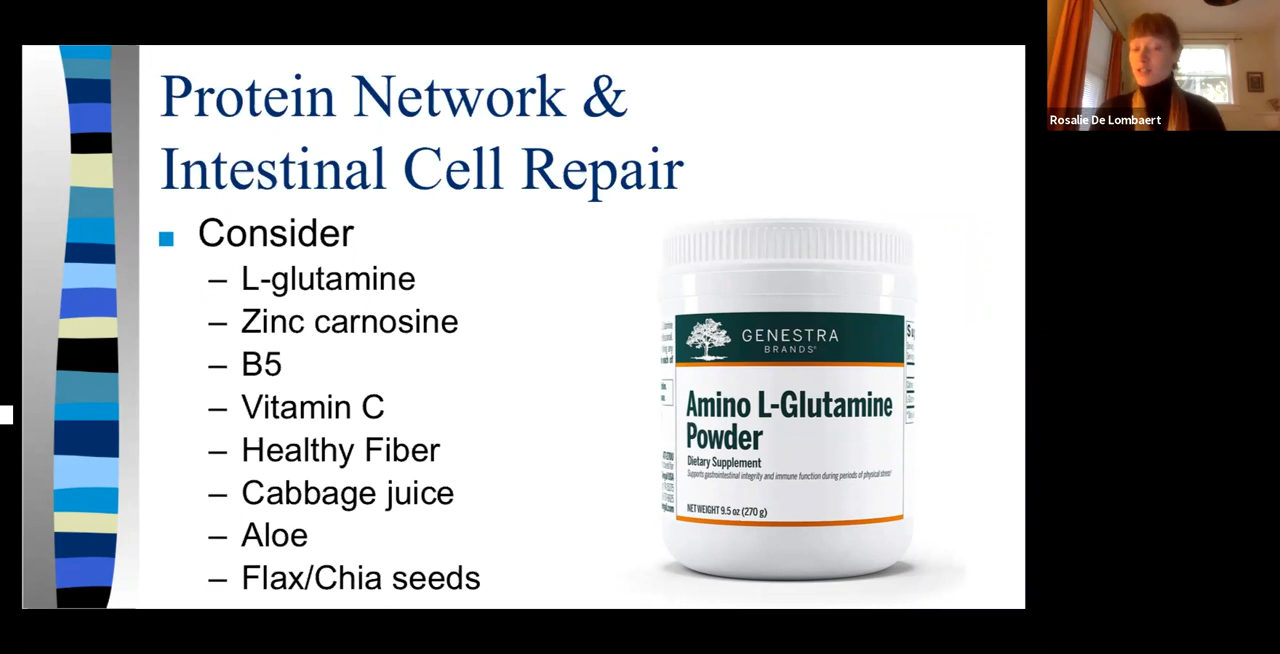 Protein Network &
Intestinal Cell Repair
Consider
– L-glutamine
– Zinc carnosine
– B5
– Vitamin C
– Healthy Fiber
– Cabbage juice
– Aloe
– Flax/Chia seeds
GENESTRA
BRANDS®
Amino L-Glutamine
Powder
Dietary Supplement
Supports gastrointestinal integrity and immune function during periods of physical stress
NET WEIGHT 9.5 oz (270 g)
Rosalie De Lombaert